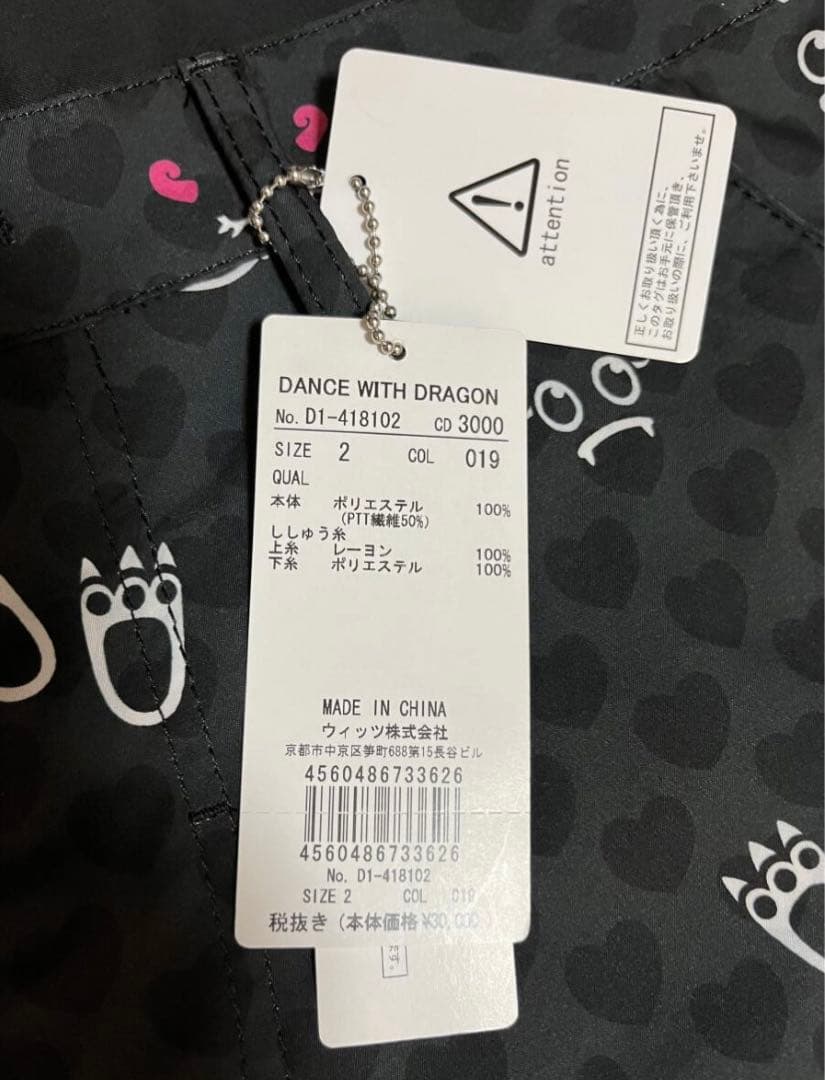 attention
正しくお取り扱い頂く為に、
このタグはお手元に保管頂き、
お取り扱いの際に、ご利用下さいませ。
DANCE WITH DRAGON
No. D1-418102 CD 3000
SIZE 2 COL 019
QUAL
本体 ポリエステル 100%
(PTT繊維50%)
ししゅう糸
上糸 レーヨン 100%
下糸 ポリエステル 100%
MADE IN CHINA
ウィッツ株式会社
京都市中京区笋町688第15長谷ビル
4560486733626
4560486733626
No. D1-418102
SIZE 2 COL 019
税抜き (本体価格¥30,000)
ます。